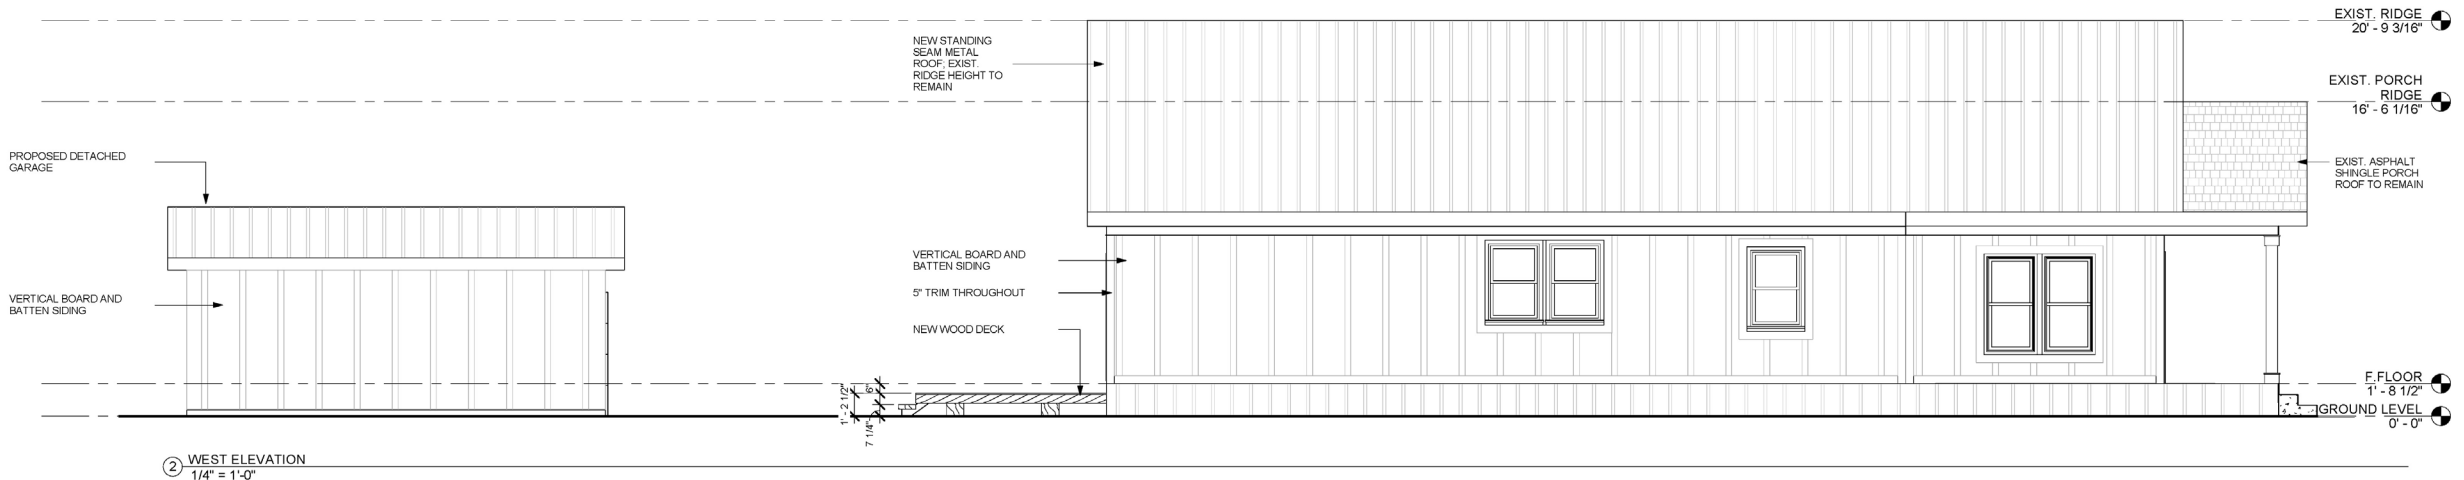 EXIST. RIDGE
20' - 9 3/16"
NEW STANDING
SEAM METAL
ROOF; EXIST.
RIDGE HEIGHT TO
REMAIN
EXIST. PORCH
RIDGE
16' - 6 1/16"
PROPOSED DETACHED
GARAGE
EXIST. ASPHALT
SHINGLE PORCH
ROOF TO REMAIN
VERTICAL BOARD AND
BATTEN SIDING
5" TRIM THROUGHOUT
NEW WOOD DECK
VERTICAL BOARD AND
BATTEN SIDING
1' - 2 1/2"
6"
7 1/4"
F.FLOOR
1' - 8 1/2"
GROUND LEVEL
0' - 0"
2
WEST ELEVATION
1/4" = 1'-0"